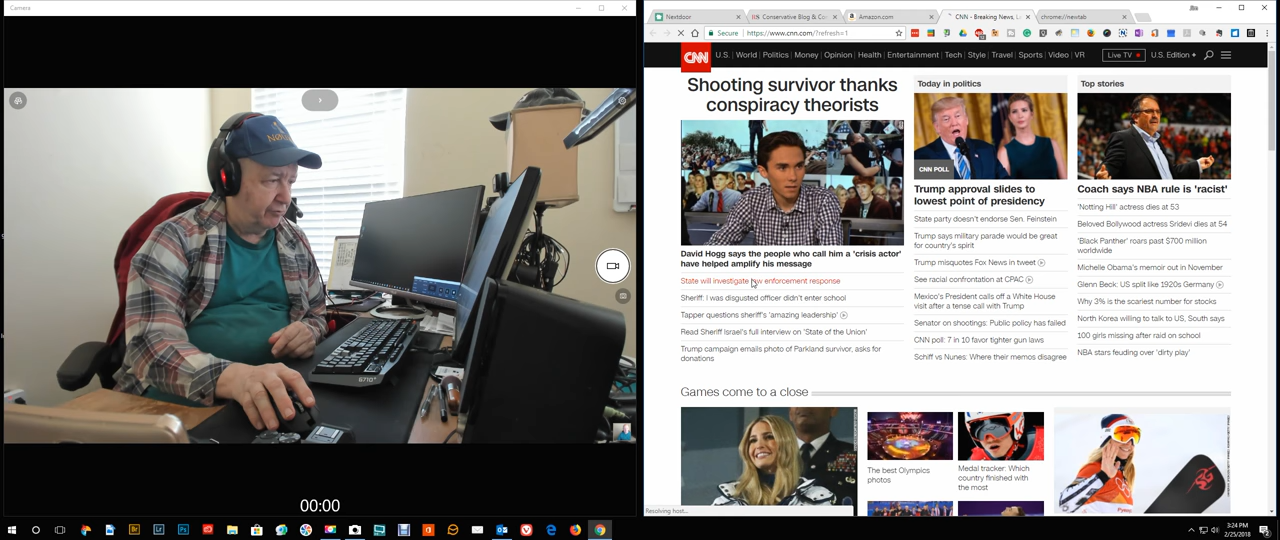 Camera
00:00
Nextdoor
Conservative Blog & Co
Amazon.com
CNN - Breaking News, L
chrome://newtab
Secure
https://www.cnn.com/?refresh=1
CNN
U.S. World Politics Money Opinion Health Entertainment Tech Style Travel Sports Video VR
Live TV
U.S. Edition +
Shooting survivor thanks
conspiracy theorists
David Hogg says the people who call him a 'crisis actor'
have helped amplify his message
State will investigate law enforcement response
Sheriff: I was disgusted officer didn't enter school
Tapper questions sheriff's 'amazing leadership'
Read Sheriff Israel's full interview on 'State of the Union'
Trump campaign emails photo of Parkland survivor, asks for
donations
Today in politics
CNN POLL
Trump approval slides to
lowest point of presidency
State party doesn't endorse Sen. Feinstein
Trump says military parade would be great
for country's spirit
Trump misquotes Fox News in tweet
See racial confrontation at CPAC
Mexico's President calls off a White House
visit after a tense call with Trump
Senator on shootings: Public policy has failed
CNN poll: 7 in 10 favor tighter gun laws
Schiff vs Nunes: Where their memos disagree
Top stories
Coach says NBA rule is 'racist'
'Notting Hill' actress dies at 53
Beloved Bollywood actress Sridevi dies at 54
'Black Panther' roars past $700 million
worldwide
Michelle Obama's memoir out in November
Glenn Beck: US split like 1920s Germany
Why 3% is the scariest number for stocks
North Korea willing to talk to US, South says
100 girls missing after raid on school
NBA stars feuding over 'dirty play'
Games come to a close
The best Olympics
photos
Medal tracker: Which
country finished with
the most
Resolving host...
Br
Lr
Ps
3:24 PM
2/25/2018